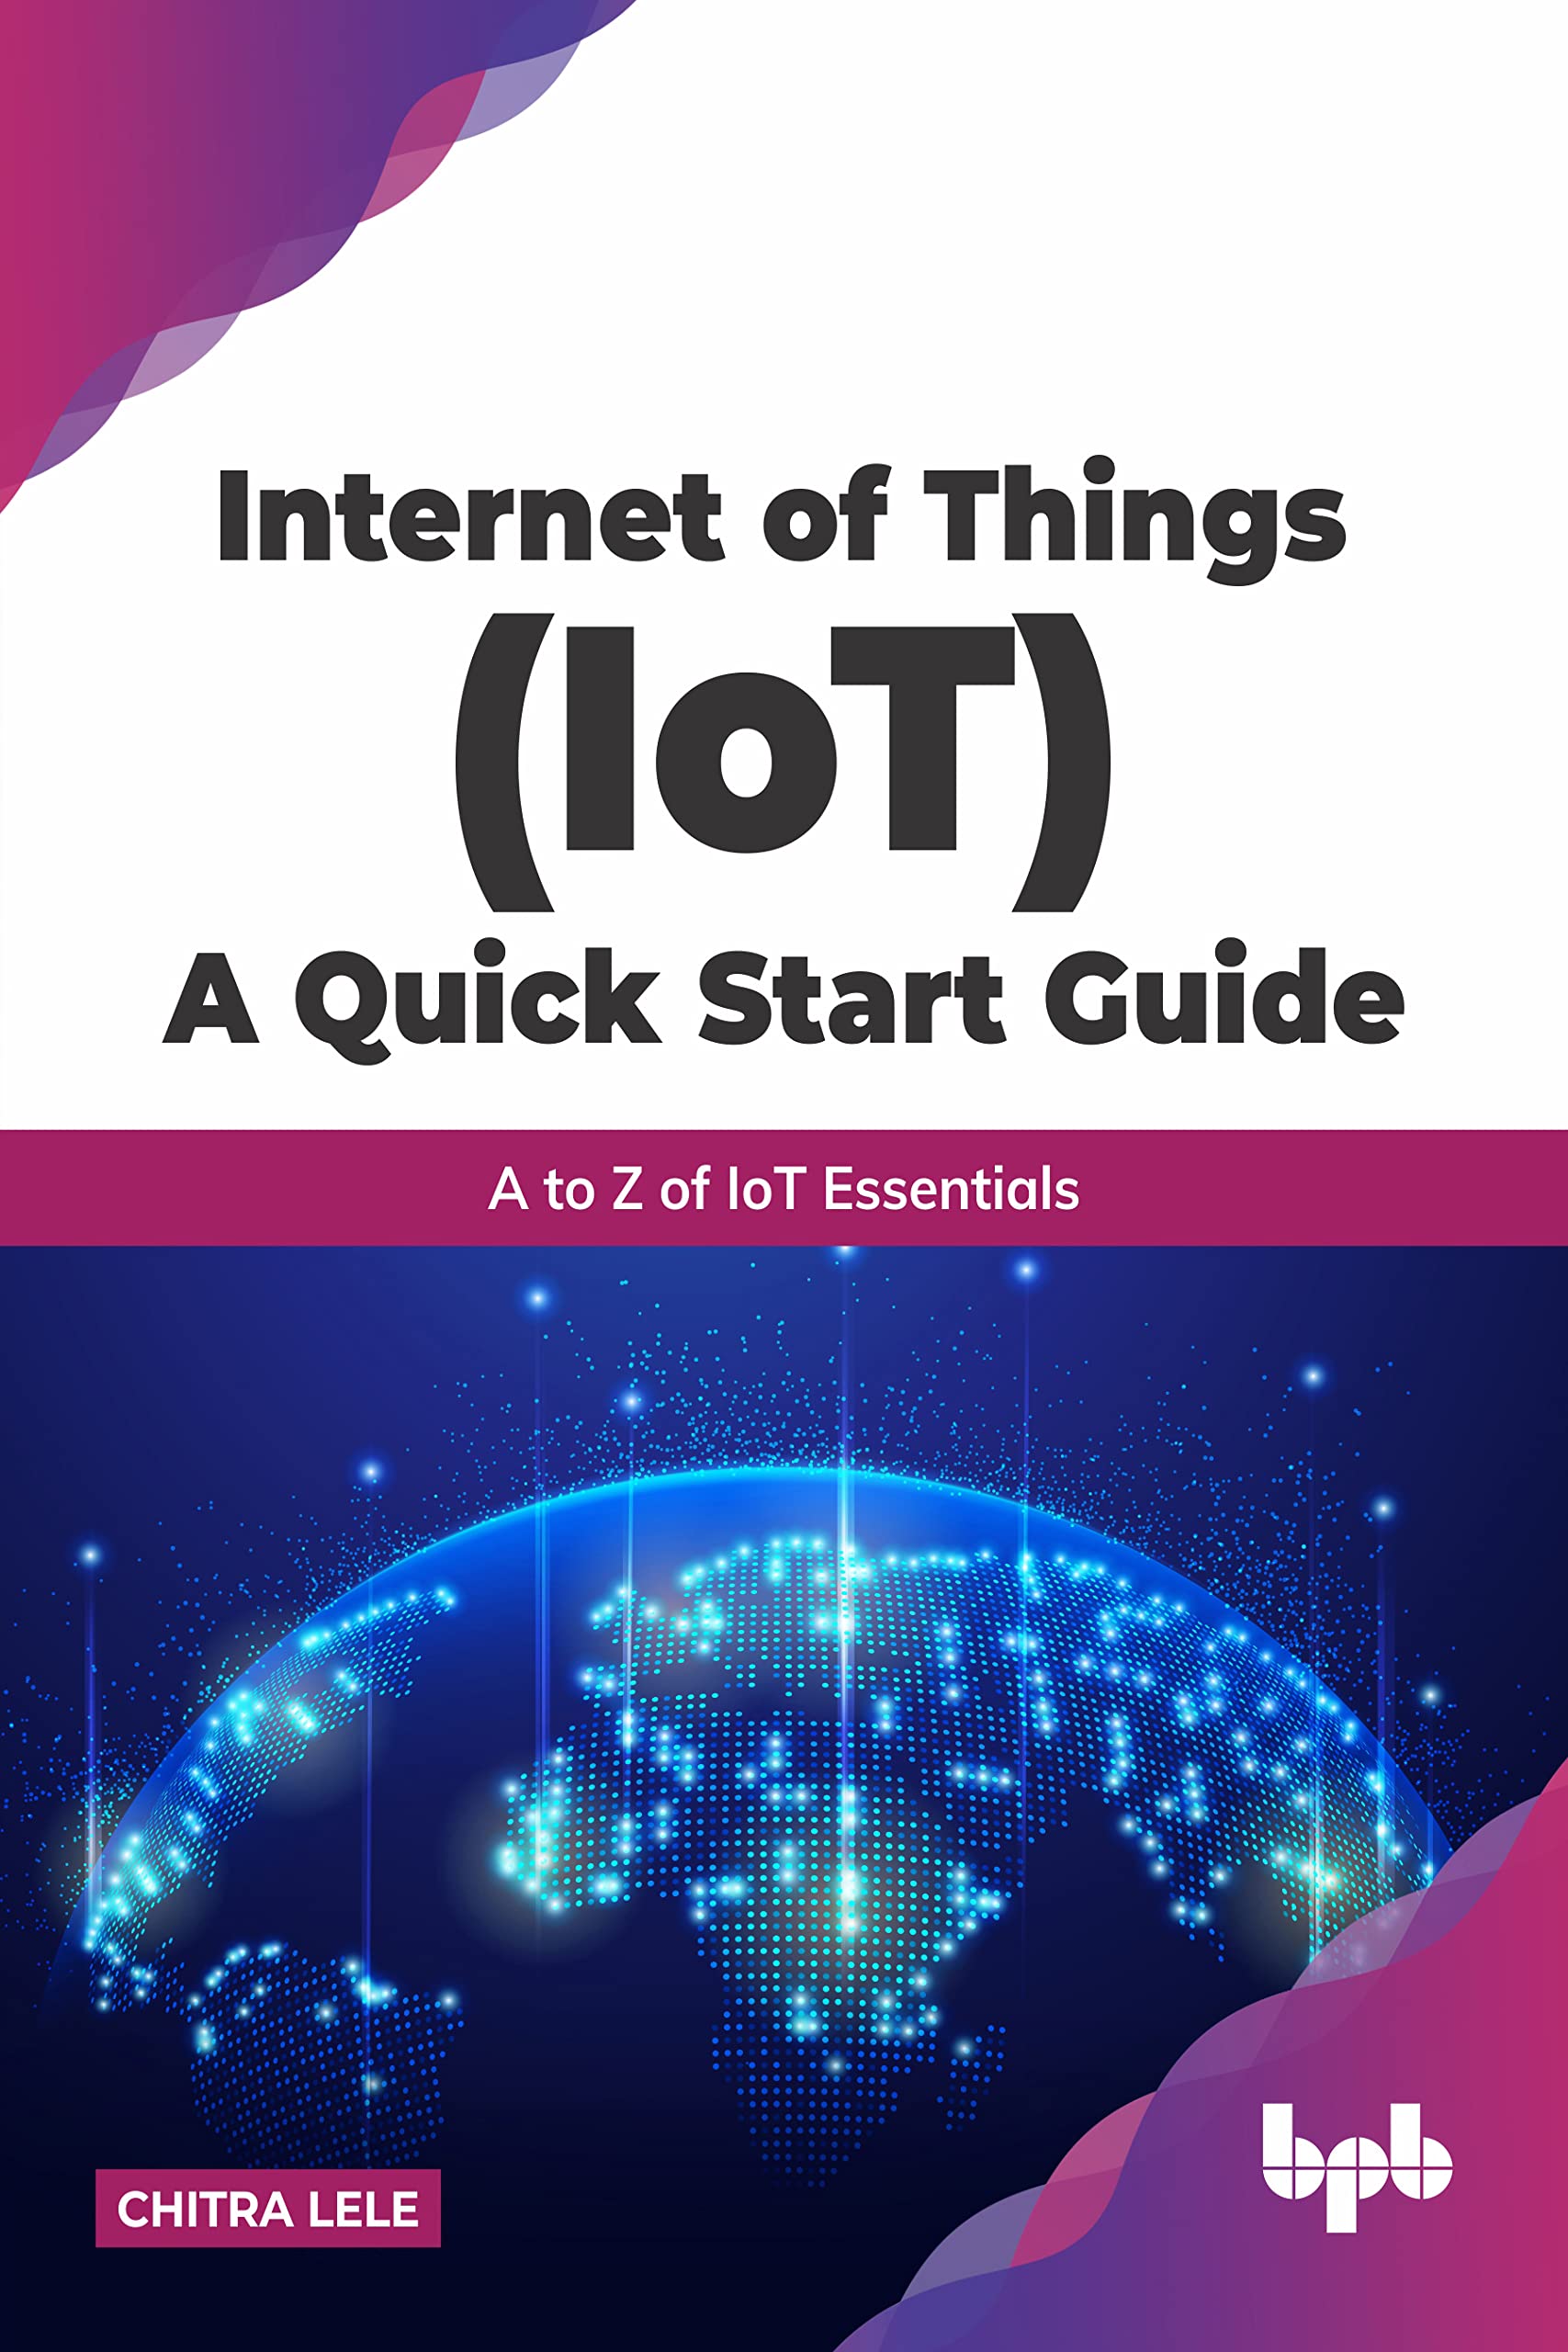 Internet of Things
(IoT)
A Quick Start Guide
A to Z of IoT Essentials
CHITRA LELE
bpb